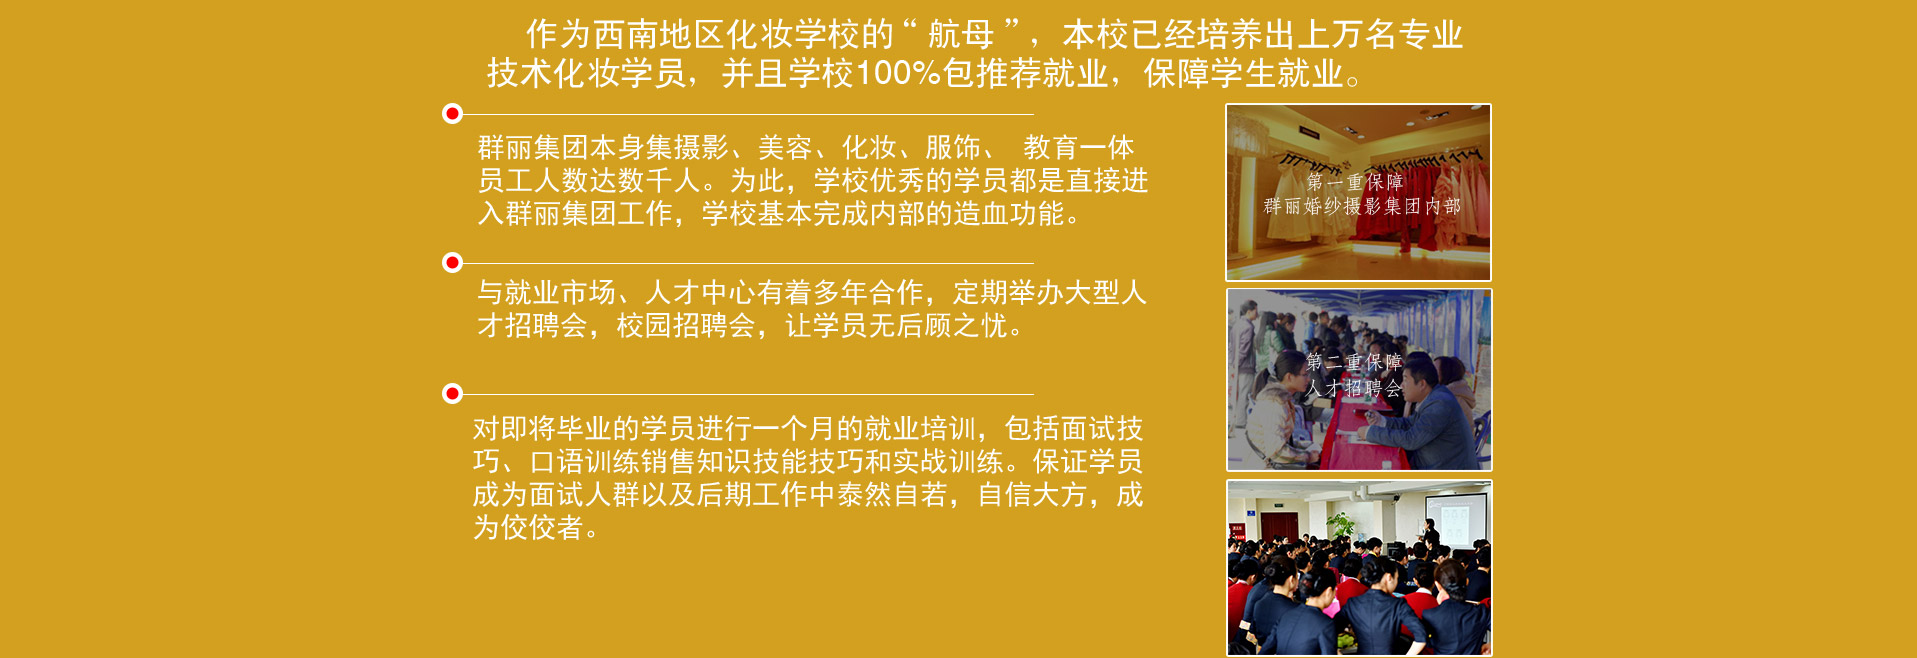 作为西南地区化妆学校的“航母”，本校已经培养出上万名专业
技术化妆学员，并且学校100%包推荐就业，保障学生就业。
群丽集团本身集摄影、美容、化妆、服饰、 教育一体
员工人数达数千人。为此，学校优秀的学员都是直接进
入群丽集团工作，学校基本完成内部的造血功能。
第一重保障
群丽婚纱摄影集团内部
与就业市场、人才中心有着多年合作，定期举办大型人
才招聘会，校园招聘会，让学员无后顾之忧。
第二重保障
人才招聘会
对即将毕业的学员进行一个月的就业培训，包括面试技
巧、口语训练销售知识技能技巧和实战训练。保证学员
成为面试人群以及后期工作中泰然自若，自信大方，成
为佼佼者。